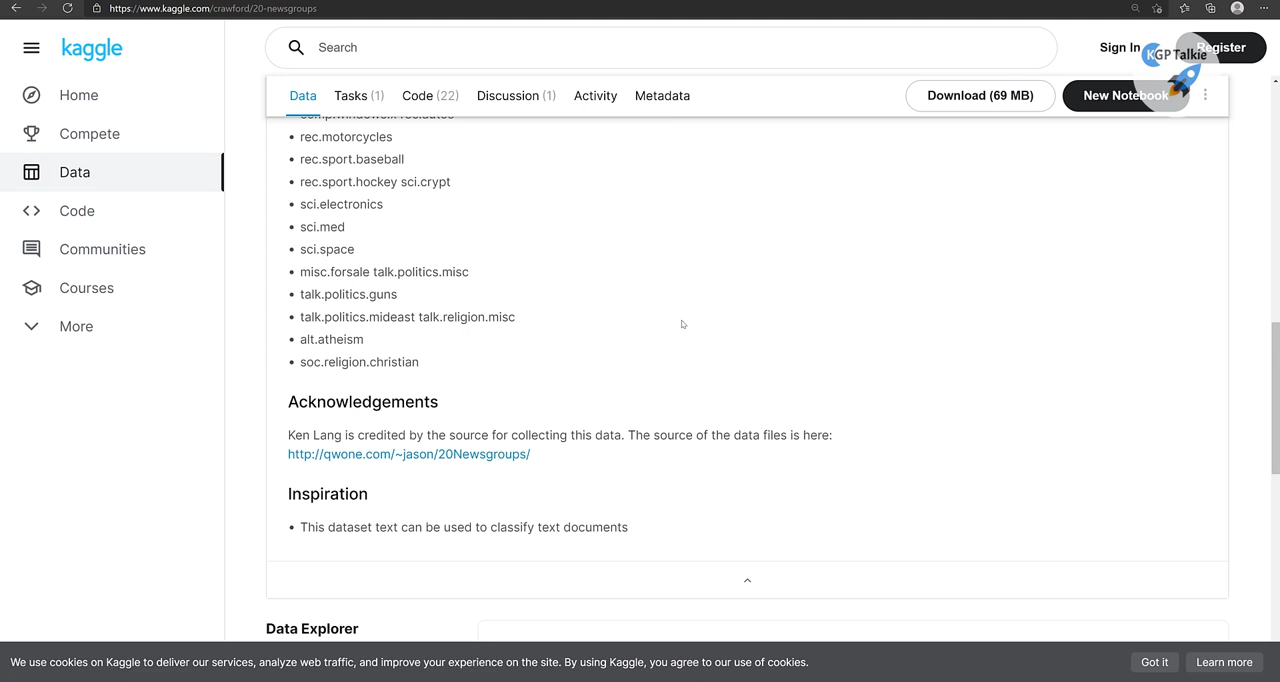 https://www.kaggle.com/crawford/20-newsgroups
kaggle
Search
Sign In
Register
KGP Talkie
Home
Compete
Data
Code
Communities
Courses
More
Data Tasks (1) Code (22) Discussion (1) Activity Metadata
Download (69 MB)
New Notebook
• rec.motorcycles
• rec.sport.baseball
• rec.sport.hockey sci.crypt
• sci.electronics
• sci.med
• sci.space
• misc.forsale talk.politics.misc
• talk.politics.guns
• talk.politics.mideast talk.religion.misc
• alt.atheism
• soc.religion.christian
Acknowledgements
Ken Lang is credited by the source for collecting this data. The source of the data files is here:
http://qwone.com/~jason/20Newsgroups/
Inspiration
• This dataset text can be used to classify text documents
Data Explorer
We use cookies on Kaggle to deliver our services, analyze web traffic, and improve your experience on the site. By using Kaggle, you agree to our use of cookies.
Got it
Learn more